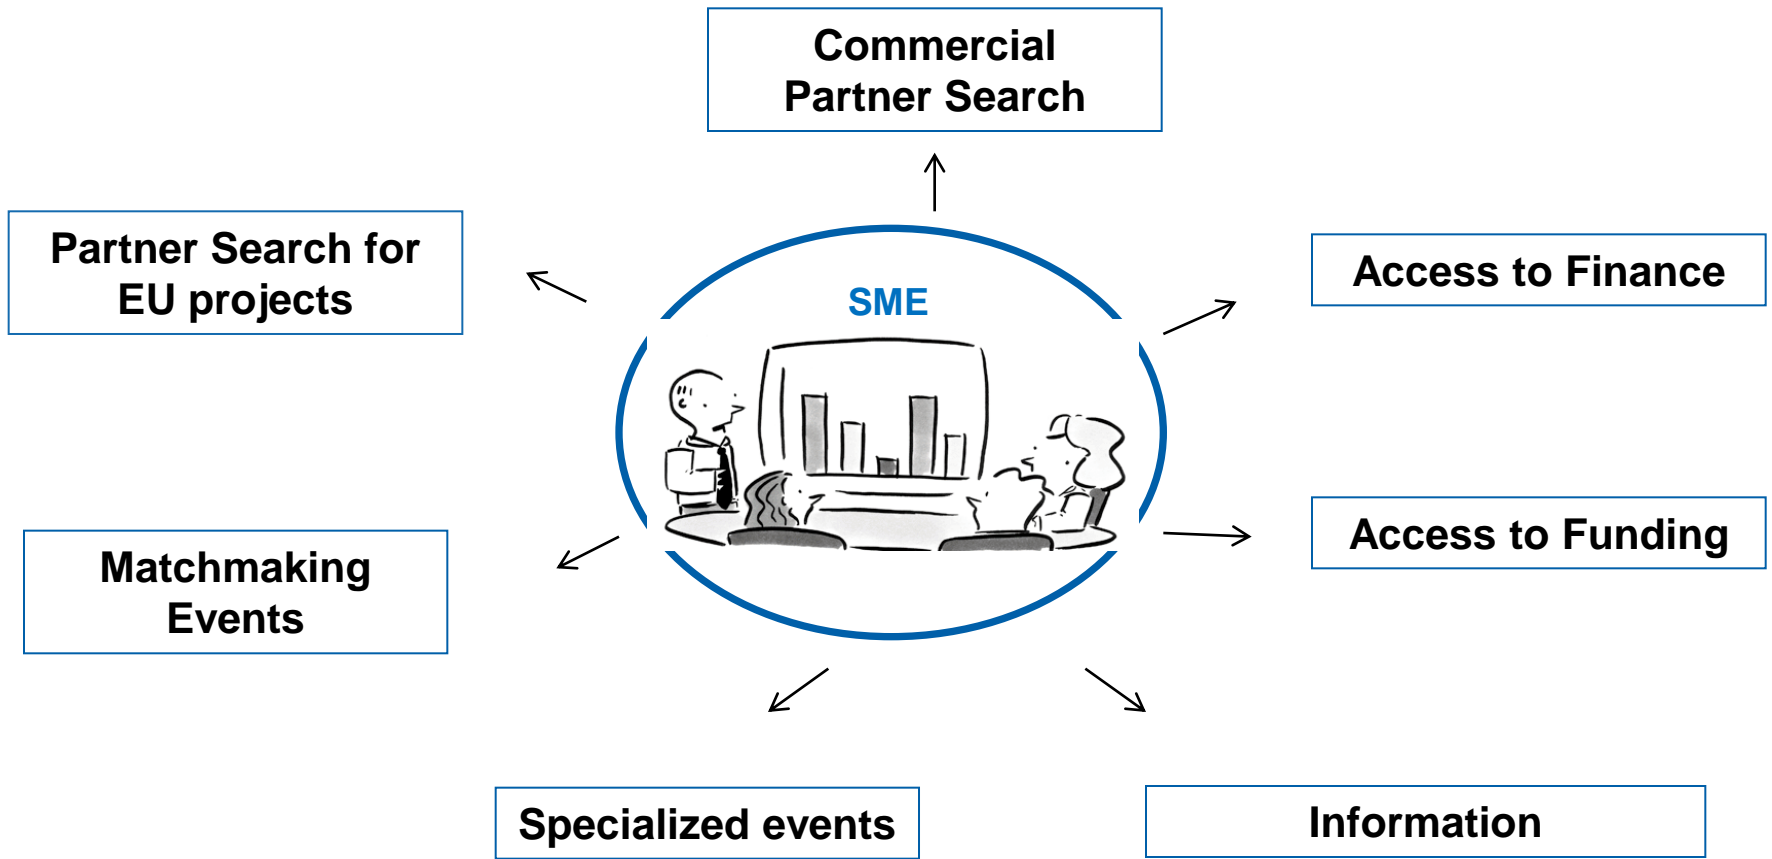 Commercial
Partner Search
Partner Search for
EU projects
Access to Finance
SME
Access to Funding
Matchmaking
Events
Specialized events
Information